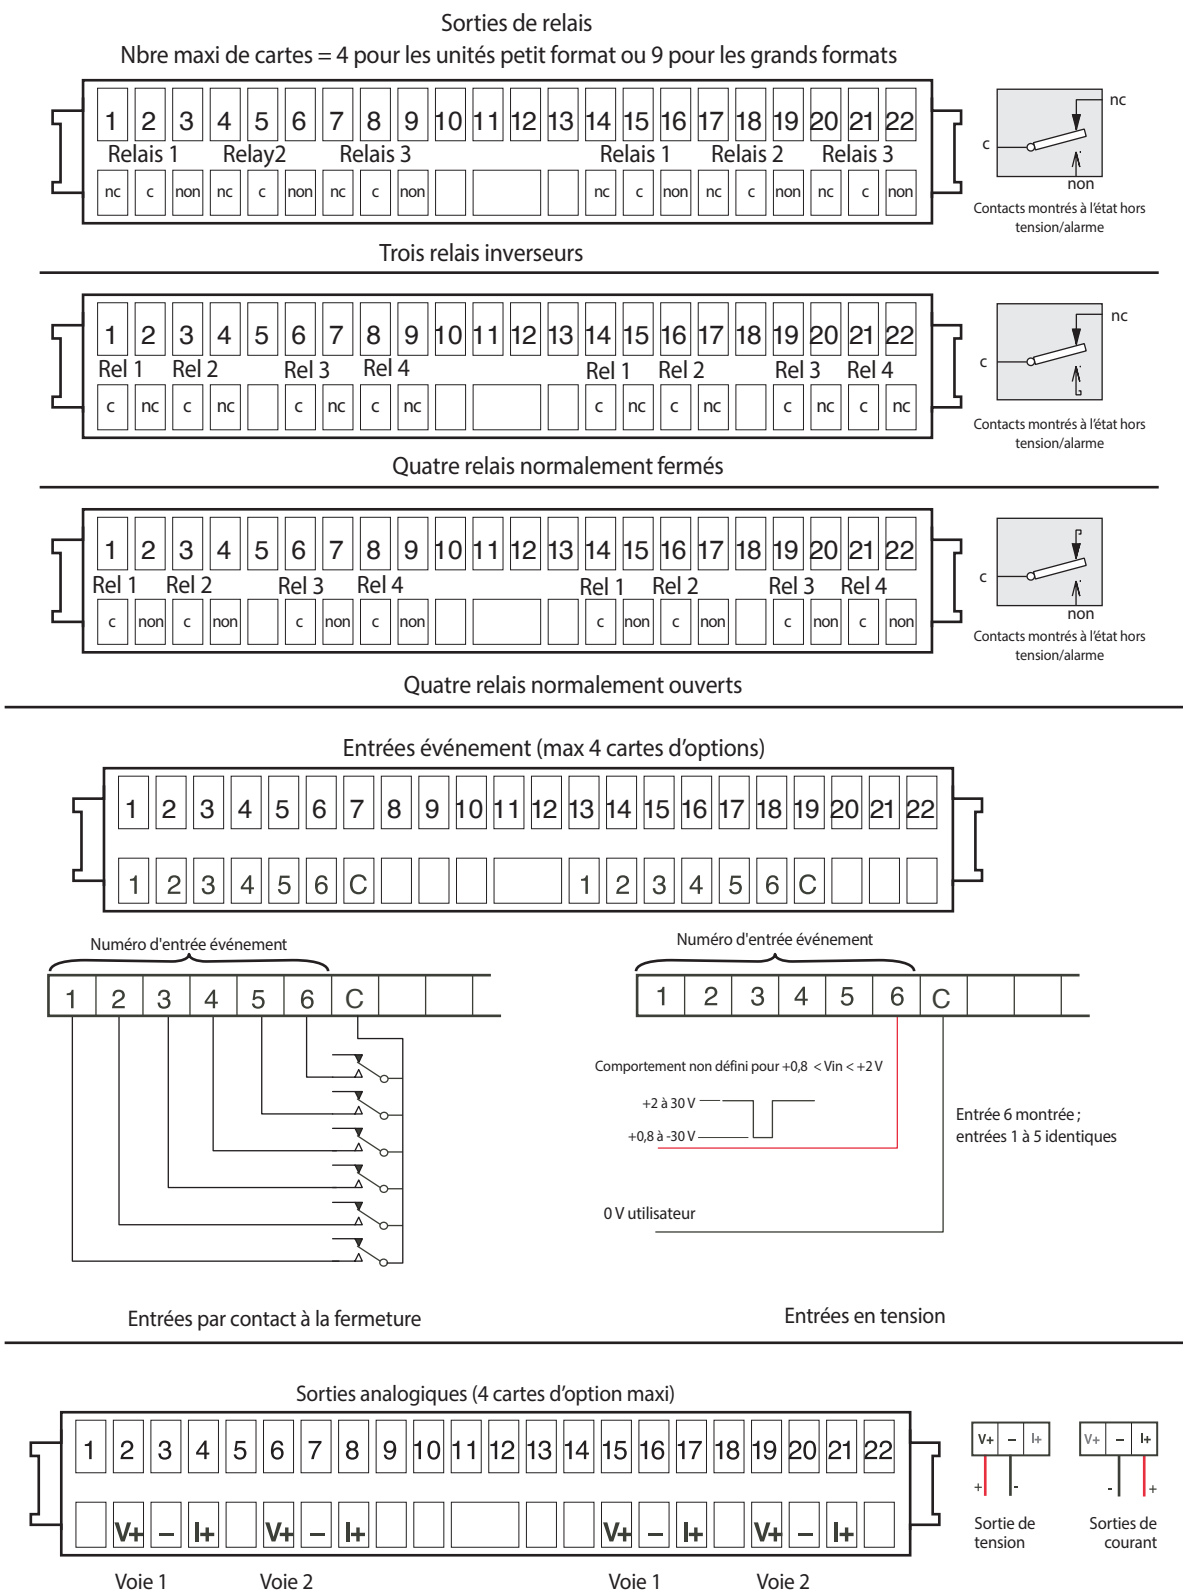 Sorties de relais
Nbre maxi de cartes = 4 pour les unités petit format ou 9 pour les grands formats
1 2 3 4 5 6 7 8 9 10 11 12 13 14 15 16 17 18 19 20 21 22
Relais 1 Relay2 Relais 3 Relais 1 Relais 2 Relais 3
nc c non nc c non nc c non nc c non nc c non nc c non
nc
c
non
Contacts montrés à l'état hors
tension/alarme
Trois relais inverseurs
1 2 3 4 5 6 7 8 9 10 11 12 13 14 15 16 17 18 19 20 21 22
Rel 1 Rel 2 Rel 3 Rel 4 Rel 1 Rel 2 Rel 3 Rel 4
c nc c nc c nc c nc c nc c nc c nc c nc
nc
c
Contacts montrés à l'état hors
tension/alarme
Quatre relais normalement fermés
1 2 3 4 5 6 7 8 9 10 11 12 13 14 15 16 17 18 19 20 21 22
Rel 1 Rel 2 Rel 3 Rel 4 Rel 1 Rel 2 Rel 3 Rel 4
c non c non c non c non c non c non c non c non
c
non
Contacts montrés à l'état hors
tension/alarme
Quatre relais normalement ouverts
Entrées événement (max 4 cartes d'options)
1 2 3 4 5 6 7 8 9 10 11 12 13 14 15 16 17 18 19 20 21 22
1 2 3 4 5 6 C 1 2 3 4 5 6 C
Numéro d'entrée événement
1 2 3 4 5 6 C
Entrées par contact à la fermeture
Numéro d'entrée événement
1 2 3 4 5 6 C
Comportement non défini pour +0,8 < Vin < +2 V
+2 à 30 V
+0,8 à -30 V
Entrée 6 montrée ;
entrées 1 à 5 identiques
0 V utilisateur
Entrées en tension
Sorties analogiques (4 cartes d'option maxi)
1 2 3 4 5 6 7 8 9 10 11 12 13 14 15 16 17 18 19 20 21 22
V+ – I+ V+ – I+ V+ – I+ V+ – I+
Voie 1 Voie 2 Voie 1 Voie 2
V+ – I+
+ -
Sortie de
tension
V+ – I+
- +
Sorties de
courant